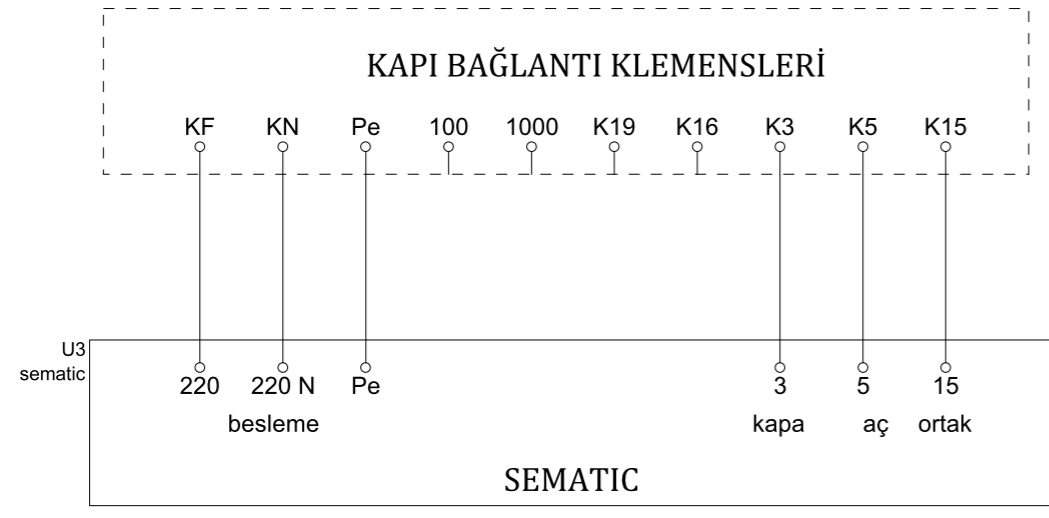 KAPI BAĞLANTI KLEMENSLERİ
KF KN Pe 100 1000 K19 K16 K3 K5 K15
U3
sematic
220 220 N Pe 3 5 15
besleme kapa aç ortak
SEMATIC